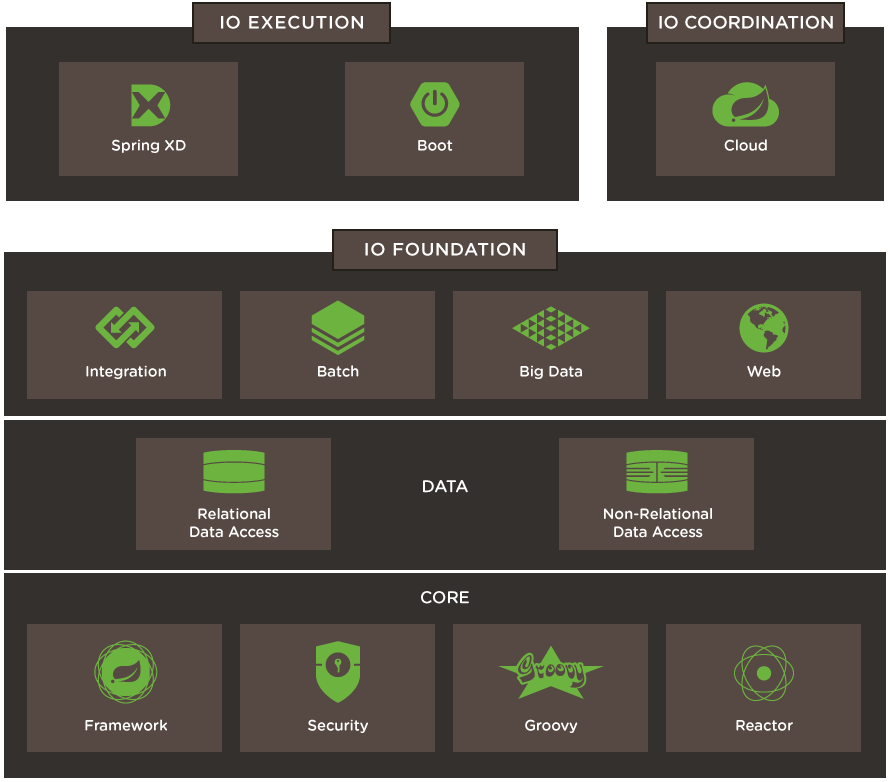 IO EXECUTION
IO COORDINATION
Spring XD
Boot
Cloud
IO FOUNDATION
Integration
Batch
Big Data
Web
Relational
Data Access
DATA
Non-Relational
Data Access
CORE
Groovy
Framework
Security
Groovy
Reactor